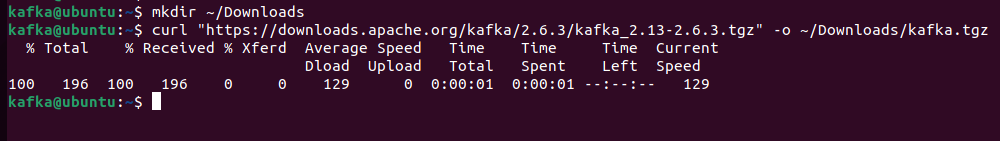 kafka@ubuntu:~$ mkdir ~/Downloads
kafka@ubuntu:~$ curl "https://downloads.apache.org/kafka/2.6.3/kafka_2.13-2.6.3.tgz" -o ~/Downloads/kafka.tgz
  % Total    % Received % Xferd  Average Speed   Time    Time     Time  Current
                                 Dload  Upload   Total   Spent    Left  Speed
100   196  100   196    0     0    129      0  0:00:01  0:00:01 --:--:--   129
kafka@ubuntu:~$